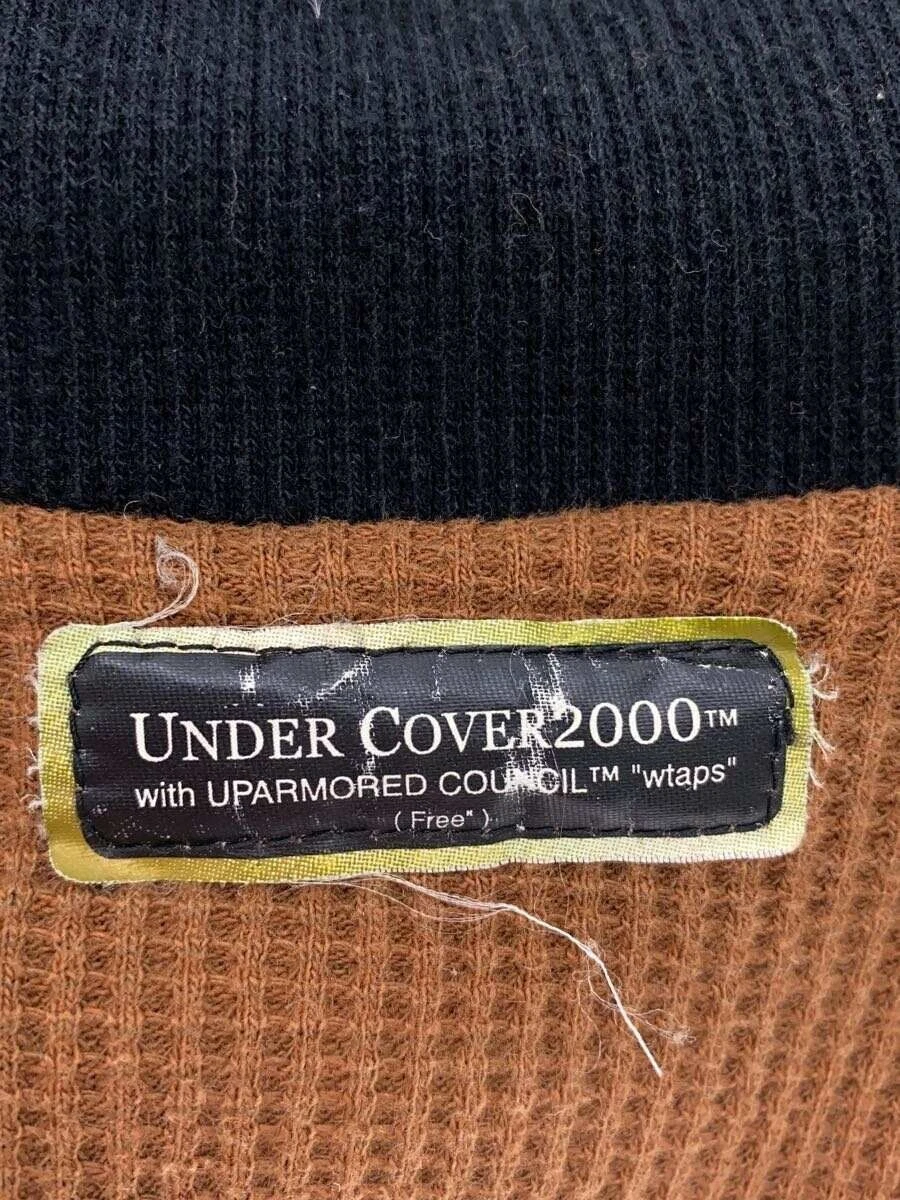 UNDER COVER2000™
with UPARMORED COUNCIL™ "wtaps"
( Free" )